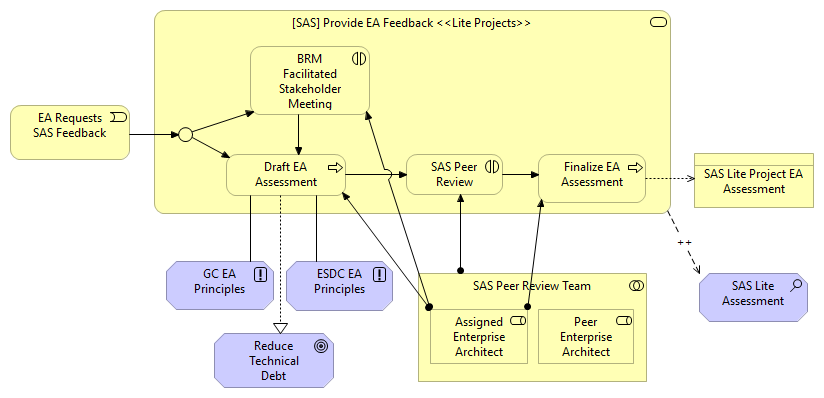 [SAS] Provide EA Feedback <<Lite Projects>>
BRM
Facilitated
Stakeholder
Meeting
EA Requests
SAS Feedback
Draft EA
Assessment
SAS Peer
Review
Finalize EA
Assessment
SAS Lite Project EA
Assessment
++
GC EA
Principles
ESDC EA
Principles
SAS Peer Review Team
SAS Lite
Assessment
Assigned
Enterprise
Architect
Peer
Enterprise
Architect
Reduce
Technical
Debt